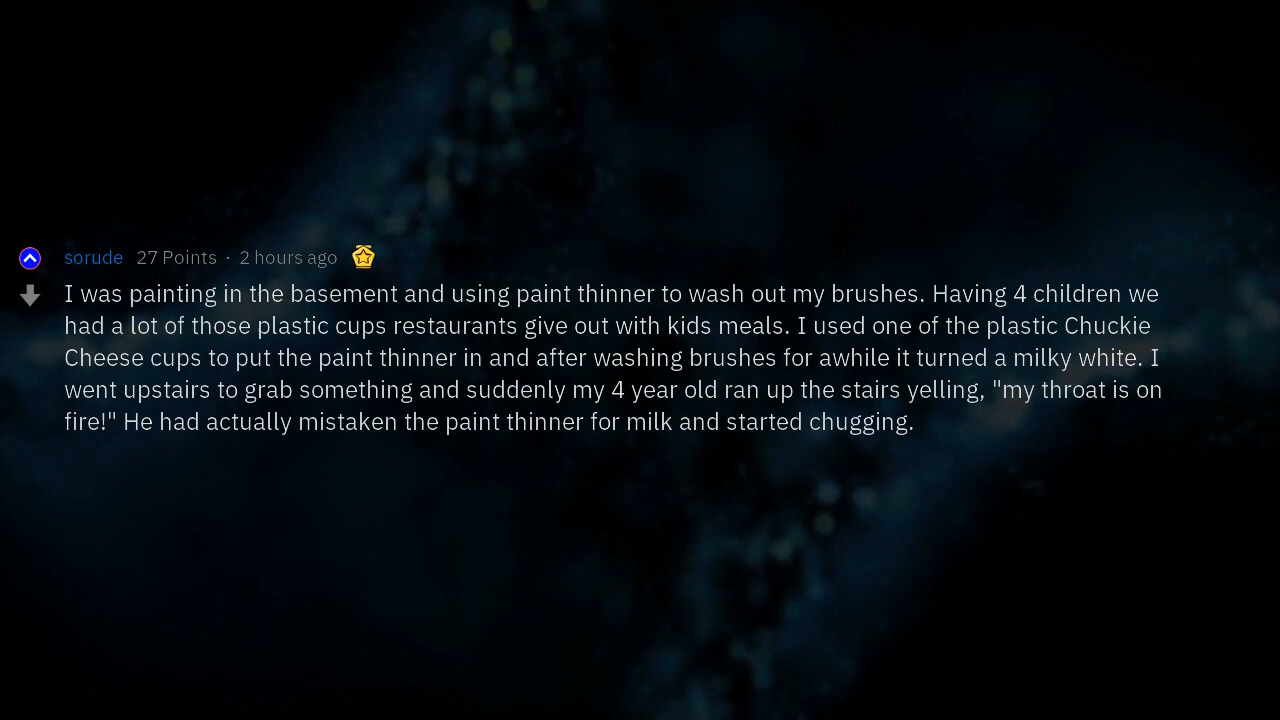 sorude 27 Points · 2 hours ago
I was painting in the basement and using paint thinner to wash out my brushes. Having 4 children we
had a lot of those plastic cups restaurants give out with kids meals. I used one of the plastic Chuckie
Cheese cups to put the paint thinner in and after washing brushes for awhile it turned a milky white. I
went upstairs to grab something and suddenly my 4 year old ran up the stairs yelling, "my throat is on
fire!" He had actually mistaken the paint thinner for milk and started chugging.